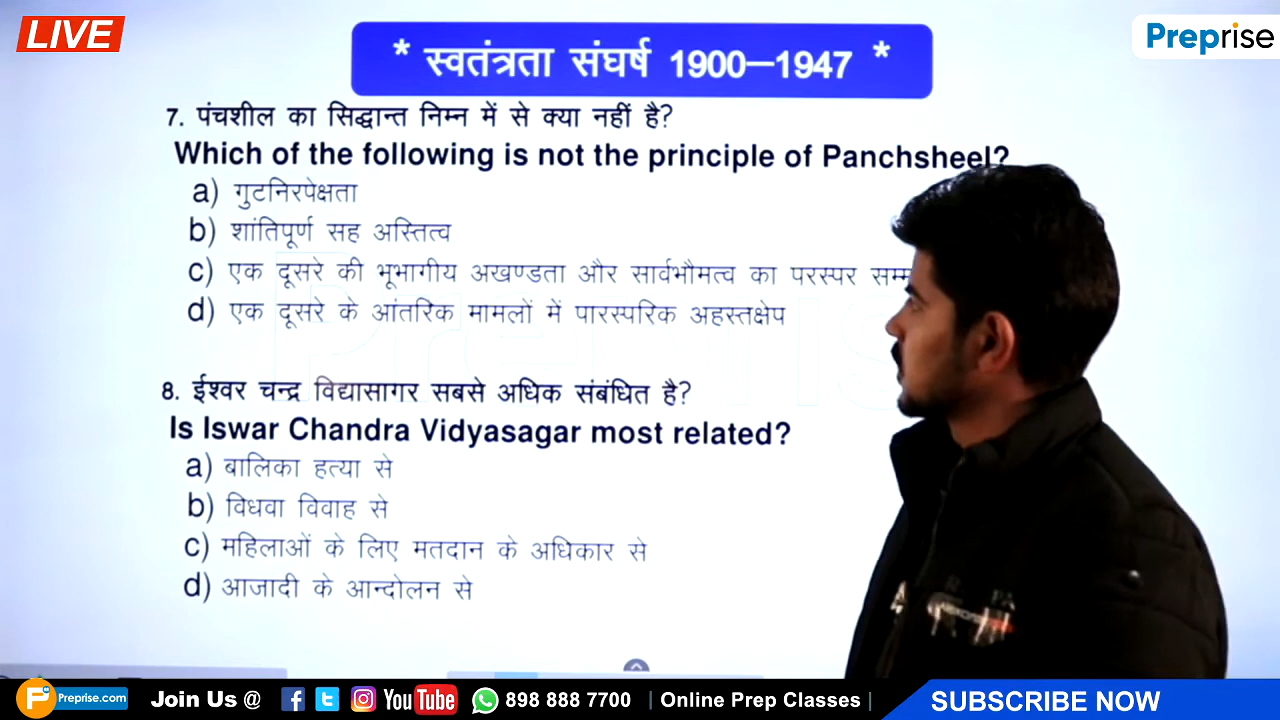 LIVE
* स्वतंत्रता संघर्ष 1900–1947 *
Preprise
7. पंचशील का सिद्धान्त निम्न में से क्या नहीं है?
Which of the following is not the principle of Panchsheel?
a) गुटनिरपेक्षता
b) शांतिपूर्ण सह अस्तित्व
c) एक दूसरे की भूभागीय अखण्डता और सार्वभौमत्व का परस्पर
d) एक दूसरे के आंतरिक मामलों में पारस्परिक अहस्तक्षेप
8. ईश्वर चन्द्र विद्यासागर सबसे अधिक संबंधित है?
Is Iswar Chandra Vidyasagar most related?
a) बालिका हत्या से
b) विधवा विवाह से
c) महिलाओं के लिए मतदान के अधिकार से
d) आजादी के आन्दोलन से
Preprise.com Join Us @ YouTube 898 888 7700 | Online Prep Classes | SUBSCRIBE NOW